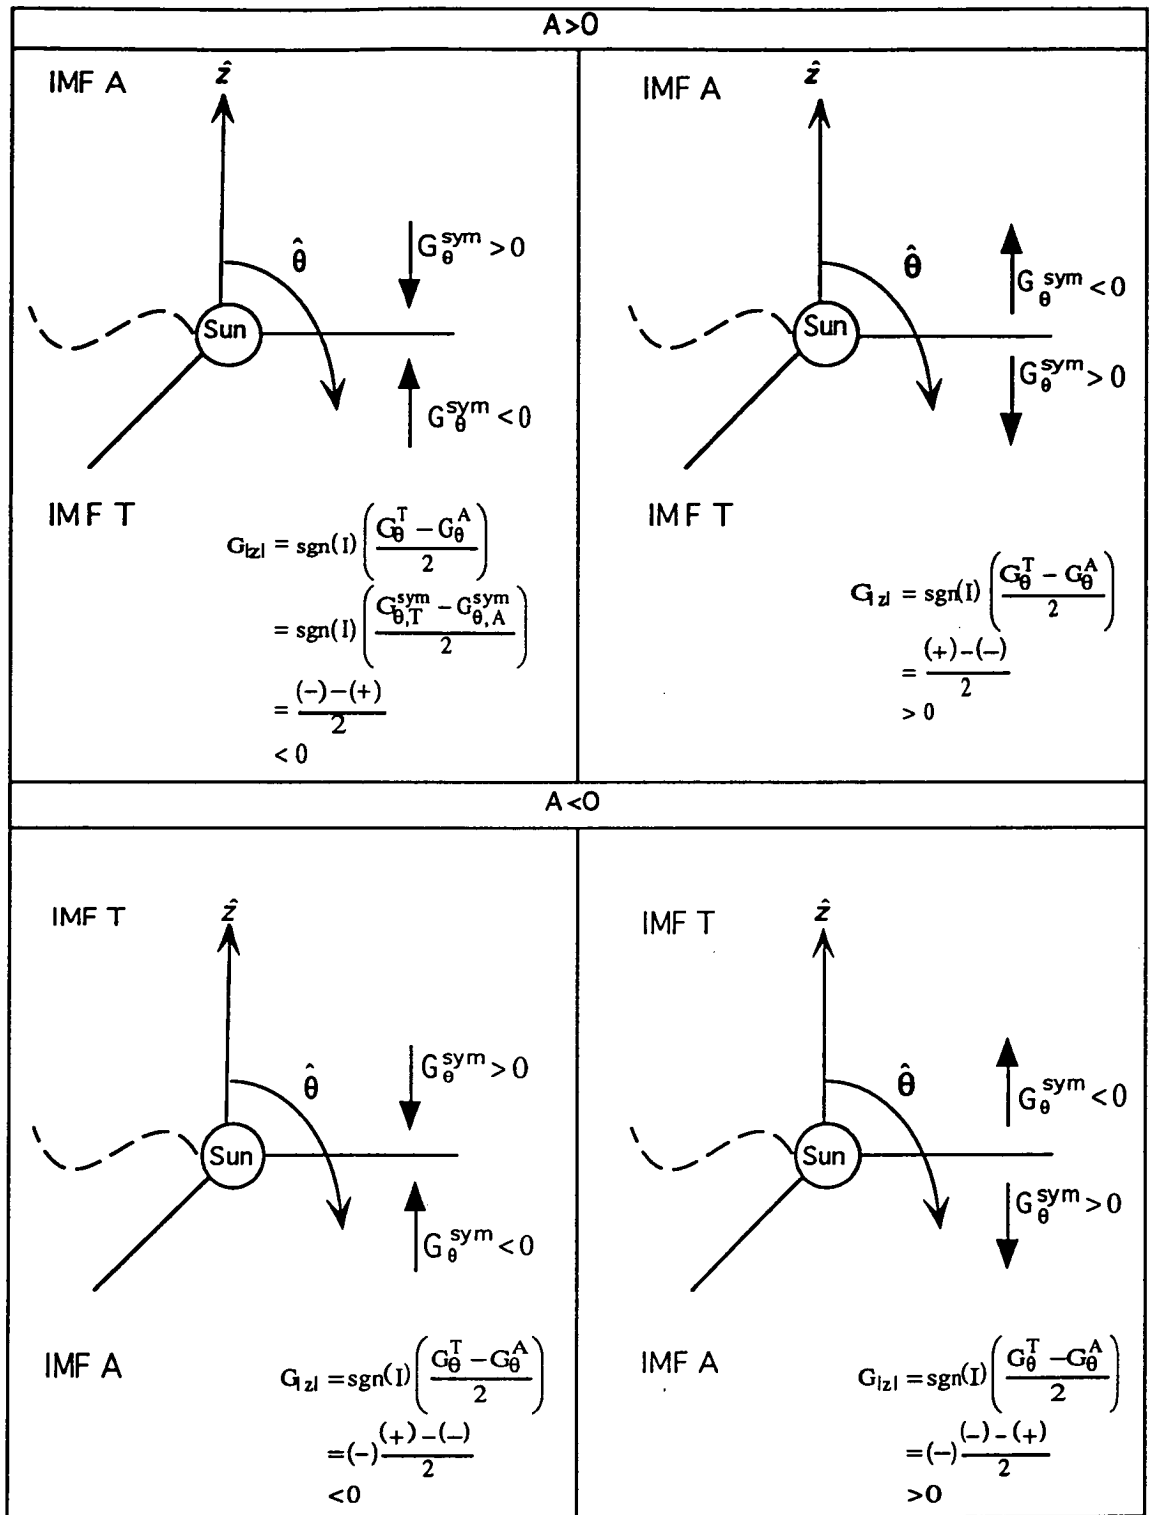 A>0
IMF A
ẑ
θ̂
G_θ^sym > 0
Sun
G_θ^sym < 0
IMF T
G_|z| = sgn(I) ( (G_θ^T − G_θ^A) / 2 )
= sgn(I) ( (G_θ,T^sym − G_θ,A^sym) / 2 )
= ((−) − (+)) / 2
< 0
IMF A
ẑ
θ̂
G_θ^sym < 0
Sun
G_θ^sym > 0
G_|z| = sgn(I) ( (G_θ^T − G_θ^A) / 2 )
= ((+) − (−)) / 2
> 0
A<0
IMF T
ẑ
θ̂
G_θ^sym > 0
Sun
G_θ^sym < 0
IMF A
G_|z| = sgn(I) ( (G_θ^T − G_θ^A) / 2 )
= (−) ((+) − (−)) / 2
< 0
IMF T
ẑ
θ̂
G_θ^sym < 0
Sun
G_θ^sym > 0
IMF A
G_|z| = sgn(I) ( (G_θ^T − G_θ^A) / 2 )
= (−) ((−) − (+)) / 2
> 0